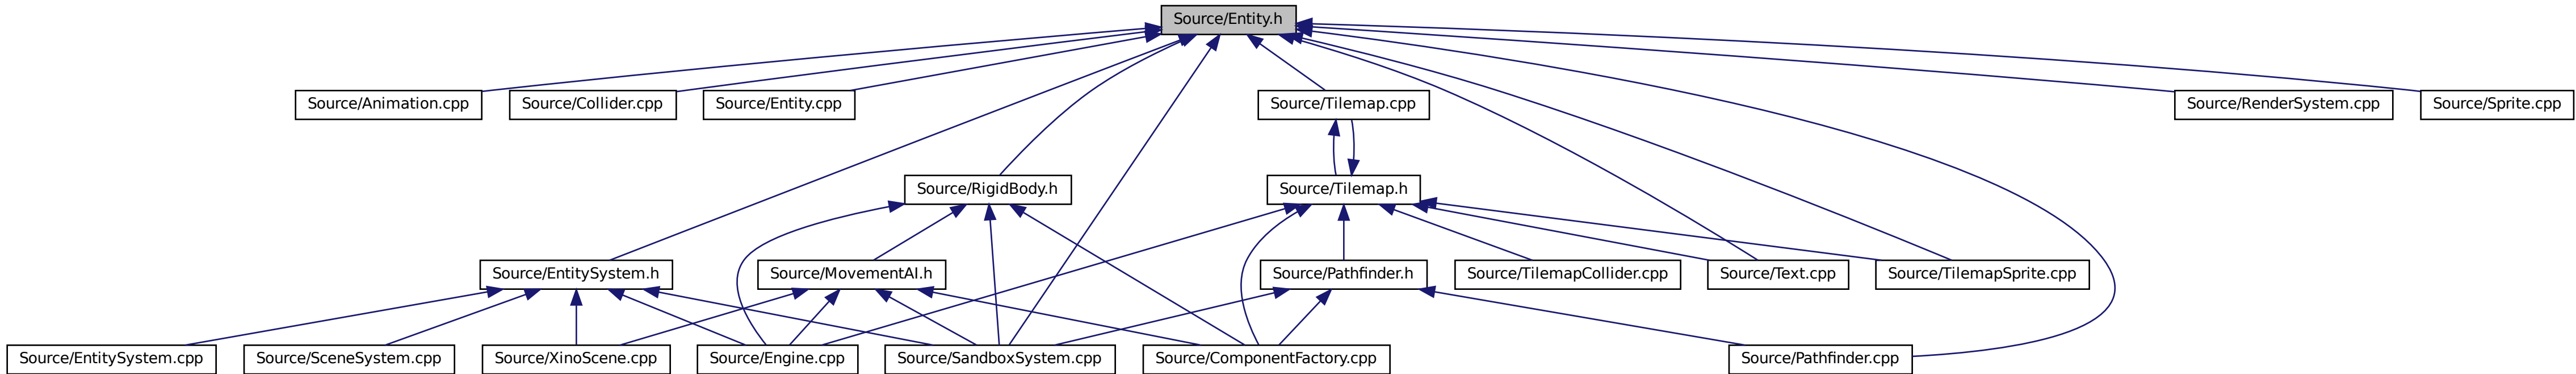 Source/Entity.h
Source/Animation.cpp
Source/Collider.cpp
Source/Entity.cpp
Source/Tilemap.cpp
Source/RenderSystem.cpp
Source/Sprite.cpp
Source/RigidBody.h
Source/Tilemap.h
Source/EntitySystem.h
Source/MovementAI.h
Source/Pathfinder.h
Source/TilemapCollider.cpp
Source/Text.cpp
Source/TilemapSprite.cpp
Source/EntitySystem.cpp
Source/SceneSystem.cpp
Source/XinoScene.cpp
Source/Engine.cpp
Source/SandboxSystem.cpp
Source/ComponentFactory.cpp
Source/Pathfinder.cpp